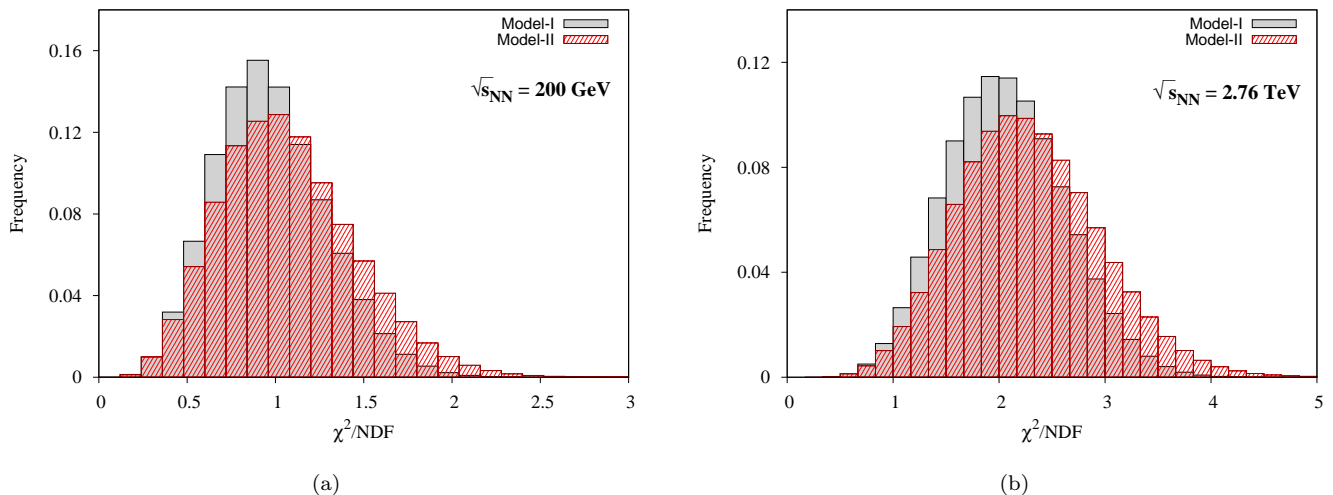 Model-I
Model-II
√sNN = 200 GeV
Frequency
0.16
0.12
0.08
0.04
0
0 0.5 1 1.5 2 2.5 3
χ²/NDF
(a)
Model-I
Model-II
√sNN = 2.76 TeV
Frequency
0.12
0.08
0.04
0
0 1 2 3 4 5
χ²/NDF
(b)